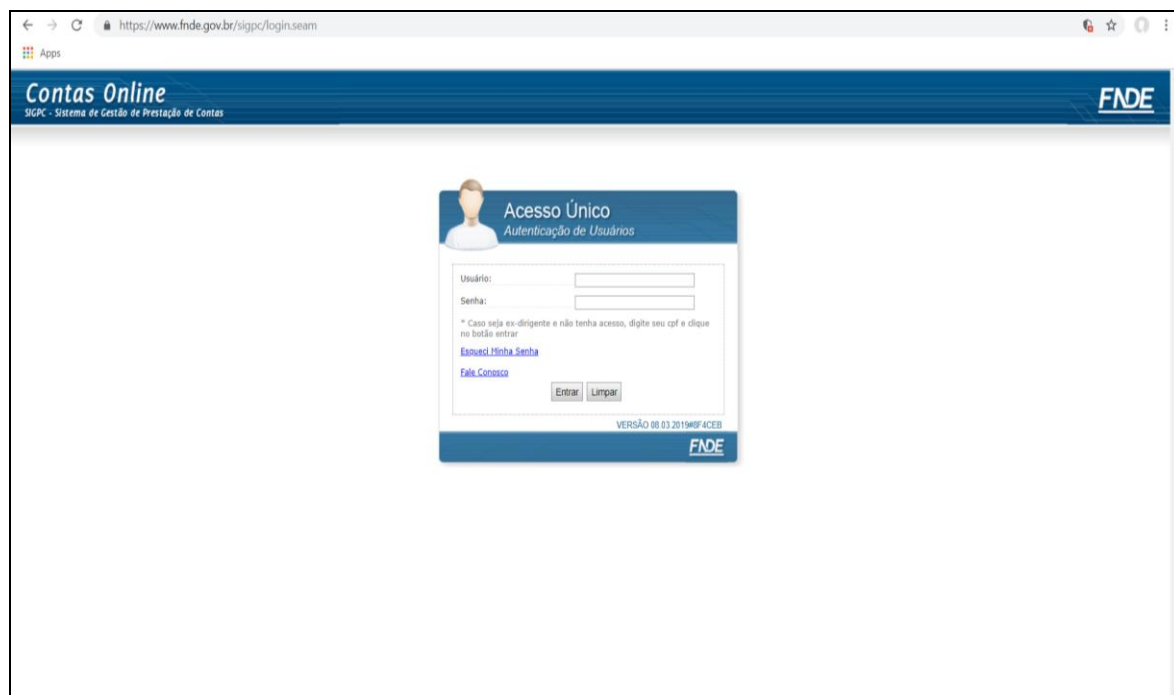 https://www.fnde.gov.br/sigpc/login.seam
Apps
Contas Online
SIGPC - Sistema de Gestão de Prestação de Contas
FNDE
Acesso Único
Autenticação de Usuários
Usuário:
Senha:
* Caso seja ex-dirigente e não tenha acesso, digite seu cpf e clique
no botão entrar
Esqueci Minha Senha
Fale Conosco
Entrar Limpar
VERSÃO 08.03.2019#8F4CEB
FNDE